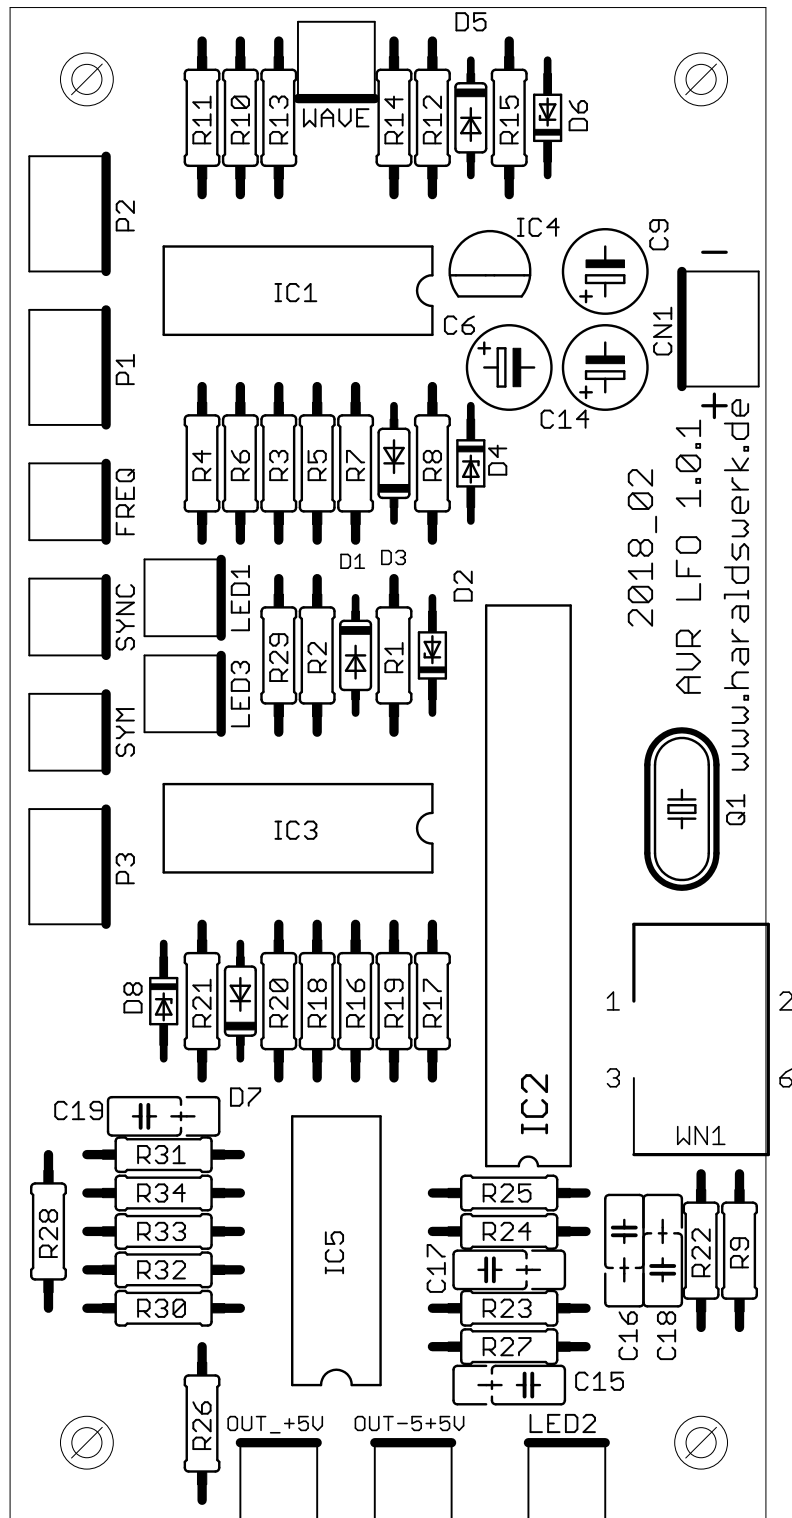 D5
R11
R10
R13
WAVE
R14
R12
R15
D6
P2
IC4
C9
IC1
C6
CN1
P1
C14
R4
R6
R3
R5
R7
R8
D4
FREQ
2018_02
AVR LFO 1.0.1
www.haraldswerk.de
D1
D3
D2
SYNC
LED1
R29
R2
R1
LED3
SYM
IC3
Q1
P3
D8
R21
R20
R18
R16
R19
R17
1
2
3
6
D7
C19
IC2
WN1
R31
R34
R25
R28
R33
R24
R22
R9
IC5
C17
R32
R30
R23
C16
C18
R27
C15
R26
OUT_+5V
OUT-5+5V
LED2